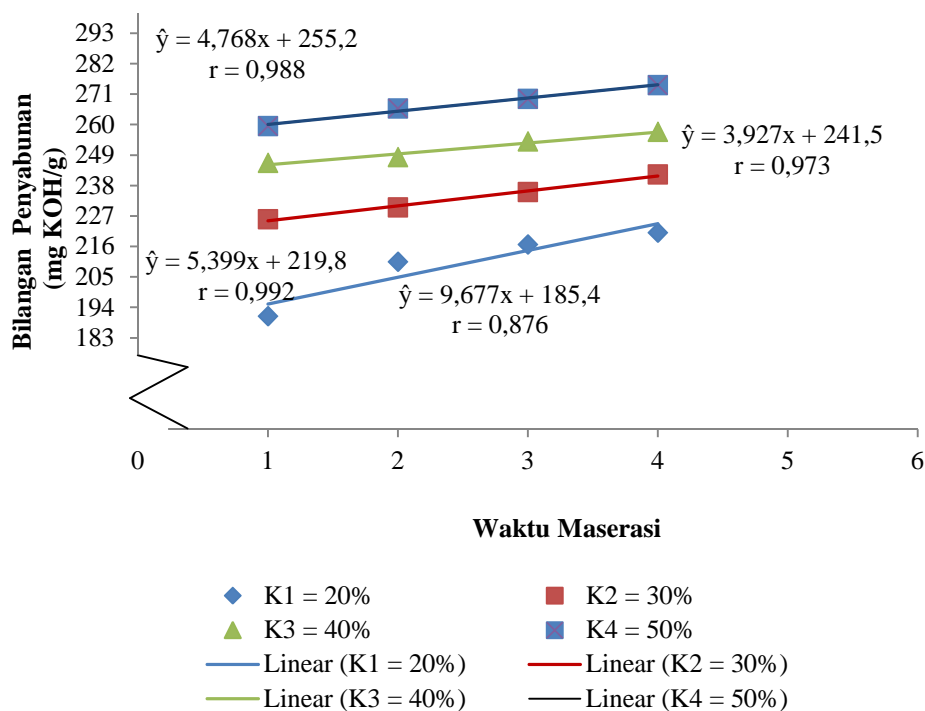 Bilangan Penyabunan
(mg KOH/g)
293
282
271
260
249
238
227
216
205
194
183
ŷ = 4,768x + 255,2
r = 0,988
ŷ = 3,927x + 241,5
r = 0,973
ŷ = 5,399x + 219,8
r = 0,992
ŷ = 9,677x + 185,4
r = 0,876
0 1 2 3 4 5 6
Waktu Maserasi
K1 = 20% K2 = 30%
K3 = 40% K4 = 50%
Linear (K1 = 20%) Linear (K2 = 30%)
Linear (K3 = 40%) Linear (K4 = 50%)